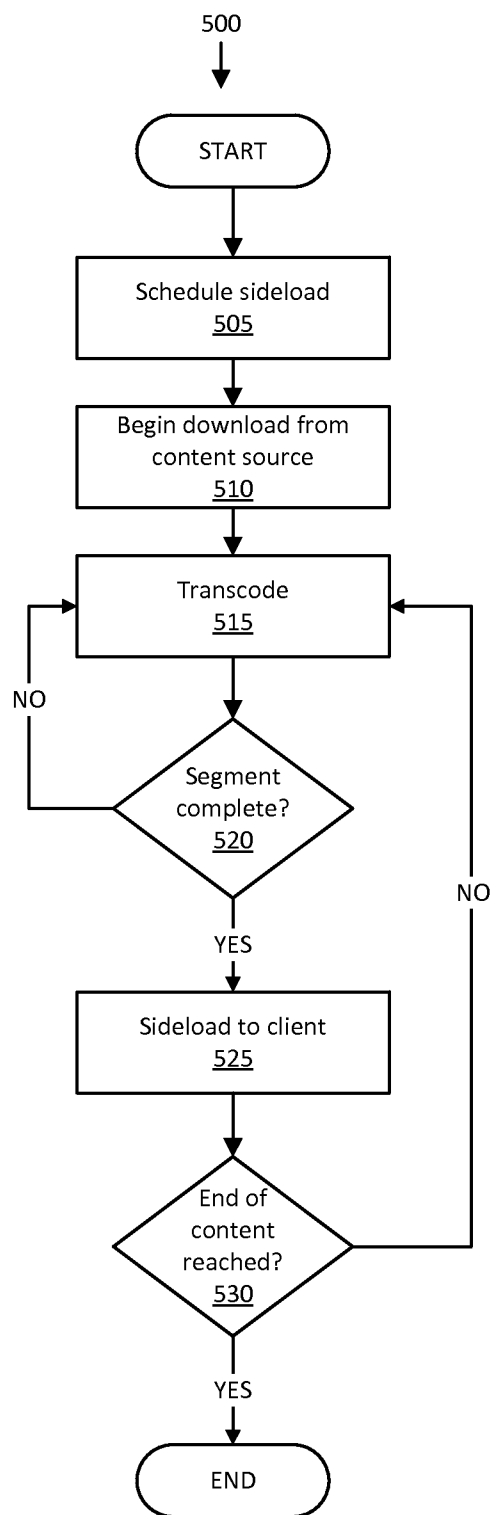 500
START
Schedule sideload
505
Begin download from
content source
510
Transcode
515
NO
Segment
complete?
520
NO
YES
Sideload to client
525
End of
content
reached?
530
YES
END